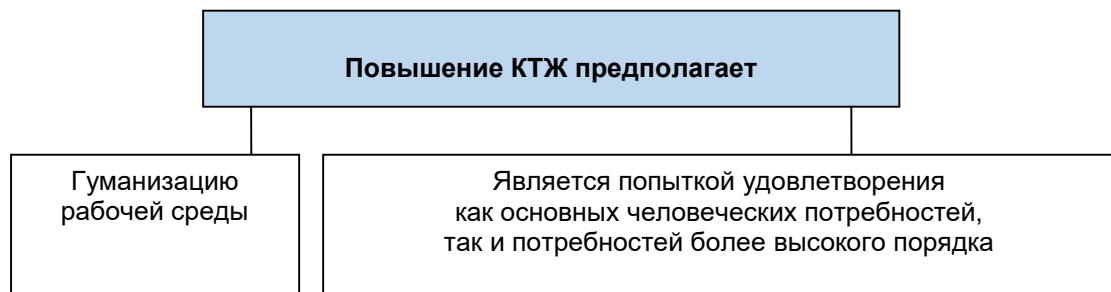 Повышение КТЖ предполагает
Гуманизацию
рабочей среды
Является попыткой удовлетворения
как основных человеческих потребностей,
так и потребностей более высокого порядка